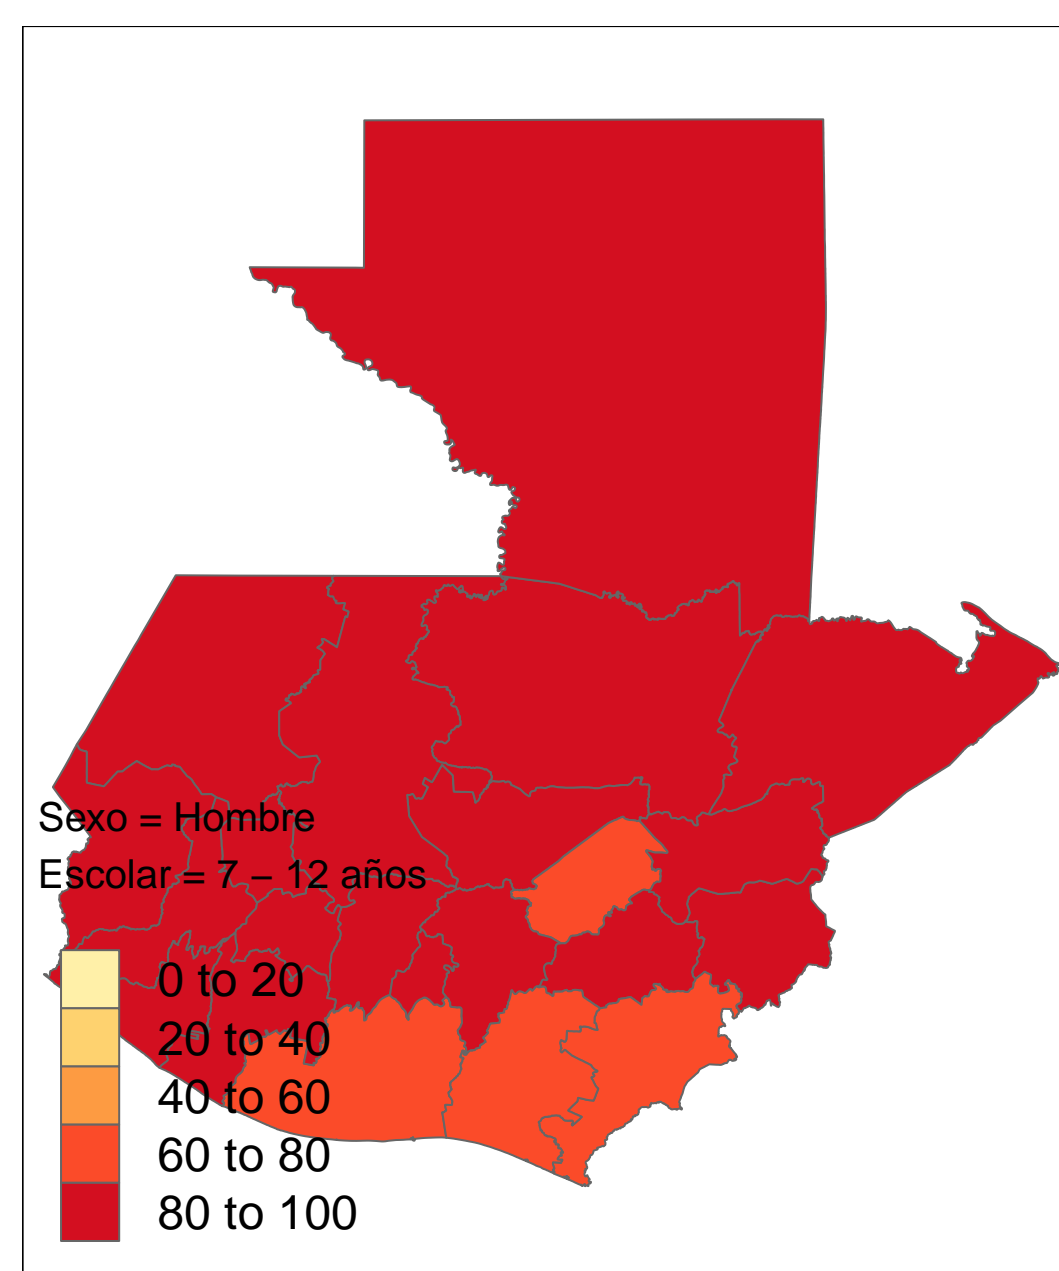 Sexo = Hombre
Escolar = 7 – 12 años
0 to 20
20 to 40
40 to 60
60 to 80
80 to 100